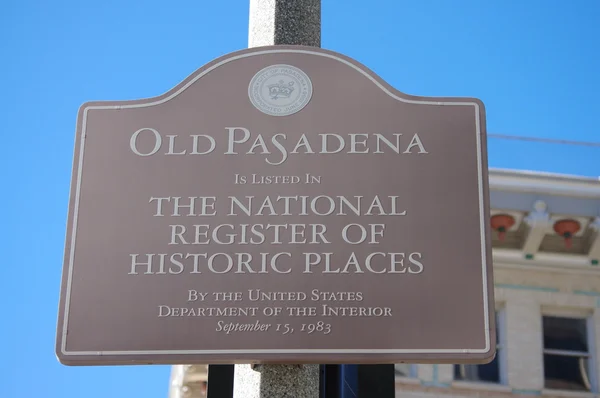 OLD PASADENA
IS LISTED IN
THE NATIONAL
REGISTER OF
HISTORIC PLACES
BY THE UNITED STATES
DEPARTMENT OF THE INTERIOR
September 15, 1983